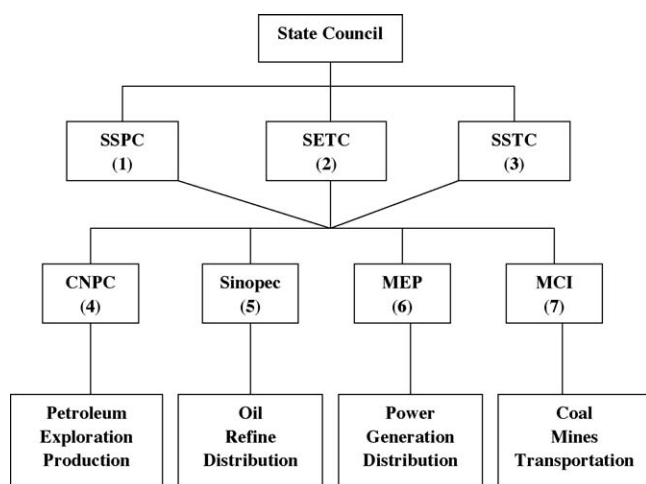 State Council
SSPC
(1)
SETC
(2)
SSTC
(3)
CNPC
(4)
Sinopec
(5)
MEP
(6)
MCI
(7)
Petroleum
Exploration
Production
Oil
Refine
Distribution
Power
Generation
Distribution
Coal
Mines
Transportation